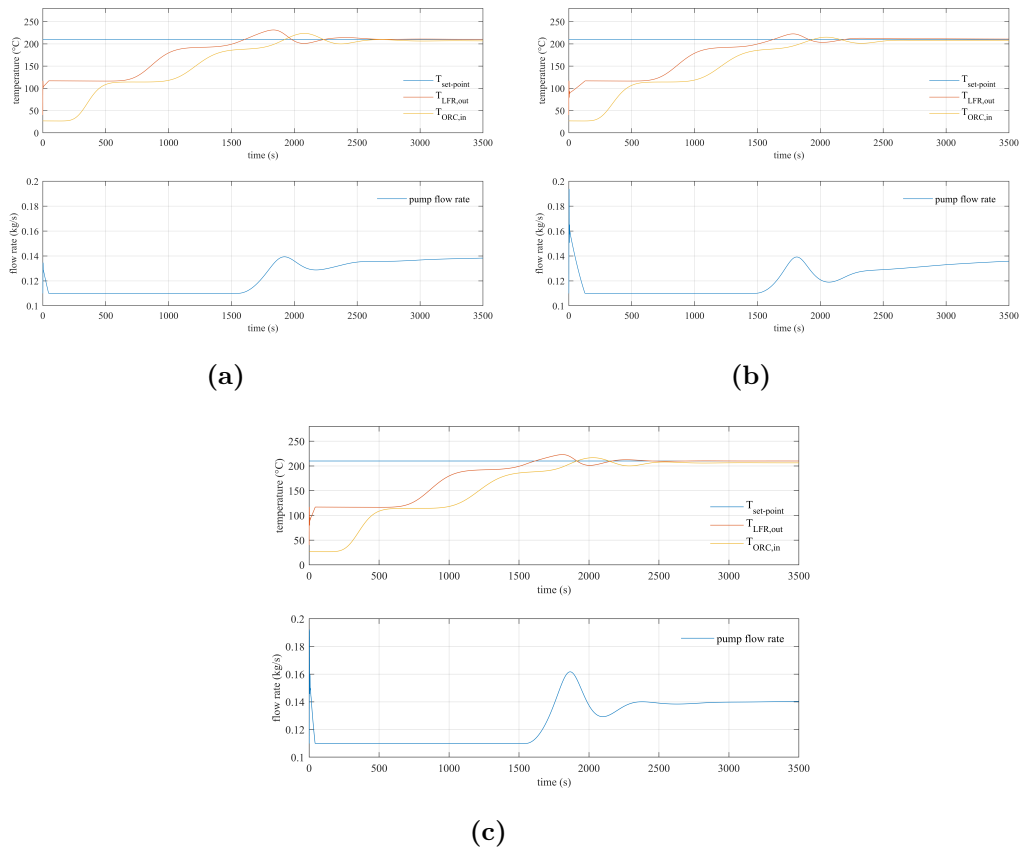 temperature (°C)
250
200
150
100
50
0
T_set-point
T_LFR,out
T_ORC,in
0 500 1000 1500 2000 2500 3000 3500
time (s)
flow rate (kg/s)
0.2
0.18
0.16
0.14
0.12
0.1
pump flow rate
0 500 1000 1500 2000 2500 3000 3500
time (s)
(a)
temperature (°C)
250
200
150
100
50
0
T_set-point
T_LFR,out
T_ORC,in
0 500 1000 1500 2000 2500 3000 3500
time (s)
flow rate (kg/s)
0.2
0.18
0.16
0.14
0.12
0.1
pump flow rate
0 500 1000 1500 2000 2500 3000 3500
time (s)
(b)
temperature (°C)
250
200
150
100
50
0
T_set-point
T_LFR,out
T_ORC,in
0 500 1000 1500 2000 2500 3000 3500
time (s)
flow rate (kg/s)
0.2
0.18
0.16
0.14
0.12
0.1
pump flow rate
0 500 1000 1500 2000 2500 3000 3500
time (s)
(c)